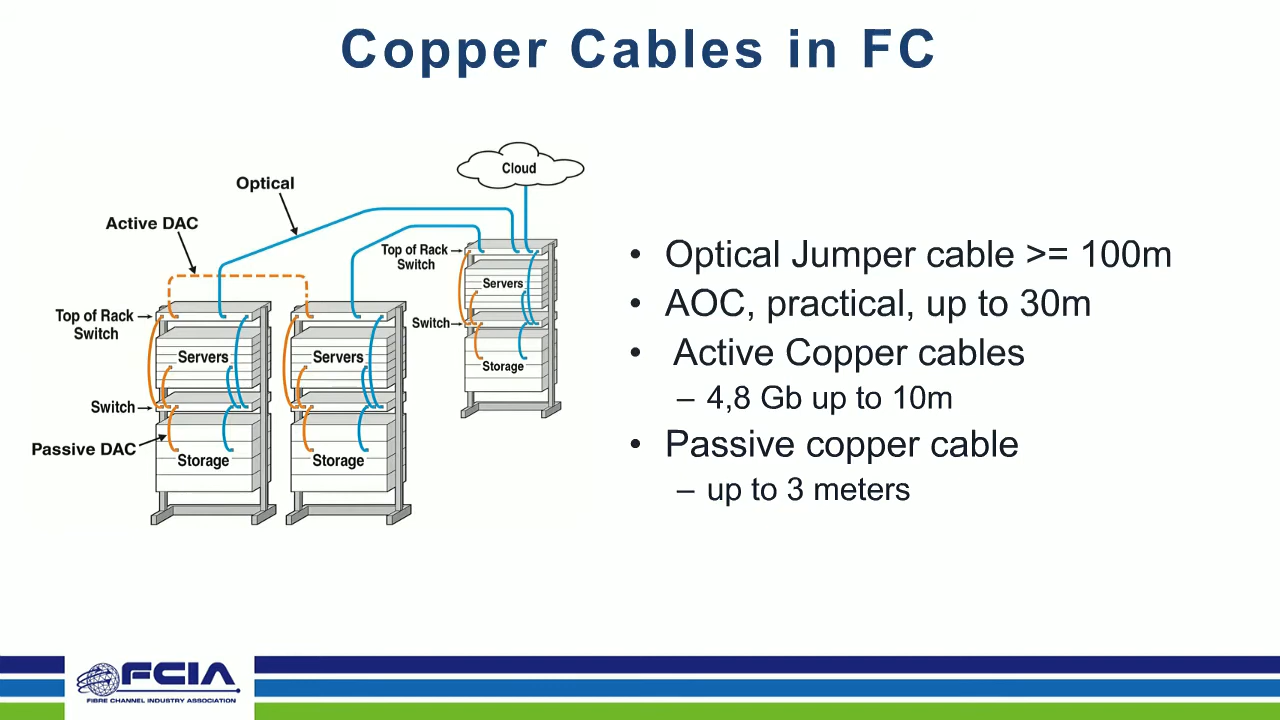 Copper Cables in FC
Cloud
Optical
Active DAC
Top of Rack
Switch
Servers
Switch
Storage
Top of Rack
Switch
Servers
Servers
Switch
Passive DAC
Storage
Storage
• Optical Jumper cable >= 100m
• AOC, practical, up to 30m
• Active Copper cables
– 4,8 Gb up to 10m
• Passive copper cable
– up to 3 meters
FCIA
FIBRE CHANNEL INDUSTRY ASSOCIATION